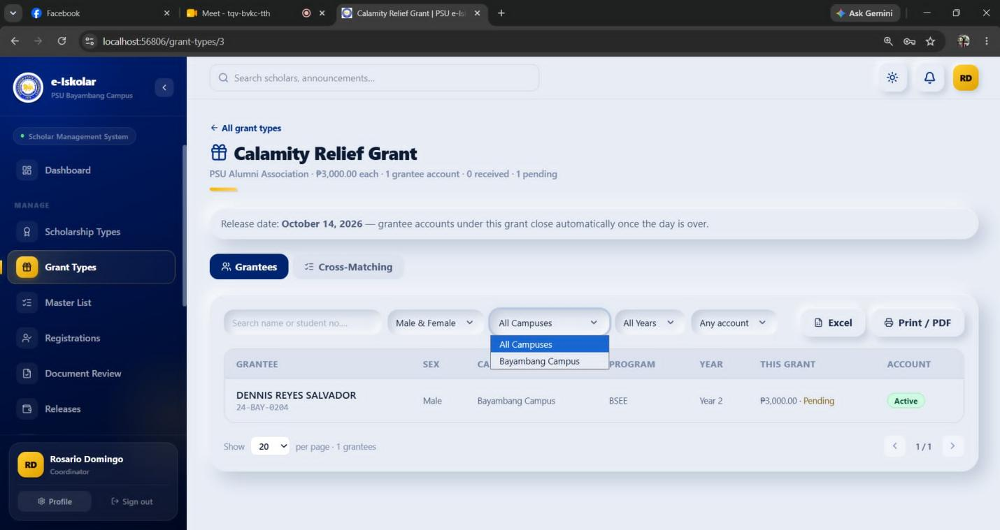 Facebook
Meet - tqv-bvkc-tth
Calamity Relief Grant | PSU e-Is
Ask Gemini
localhost:56806/grant-types/3
e-Iskolar
PSU Bayambang Campus
Scholar Management System
Dashboard
MANAGE
Scholarship Types
Grant Types
Master List
Registrations
Document Review
Releases
RD
Rosario Domingo
Coordinator
Profile
Sign out
Search scholars, announcements...
RD
← All grant types
Calamity Relief Grant
PSU Alumni Association · ₱3,000.00 each · 1 grantee account · 0 received · 1 pending
Release date: October 14, 2026 — grantee accounts under this grant close automatically once the day is over.
Grantees
Cross-Matching
Search name or student no....
Male & Female
All Campuses
All Years
Any account
Excel
Print / PDF
All Campuses
Bayambang Campus
GRANTEE SEX CA PROGRAM YEAR THIS GRANT ACCOUNT
DENNIS REYES SALVADOR
24-BAY-0204
Male Bayambang Campus BSEE Year 2 ₱3,000.00 · Pending Active
Show 20 per page · 1 grantees
1 / 1